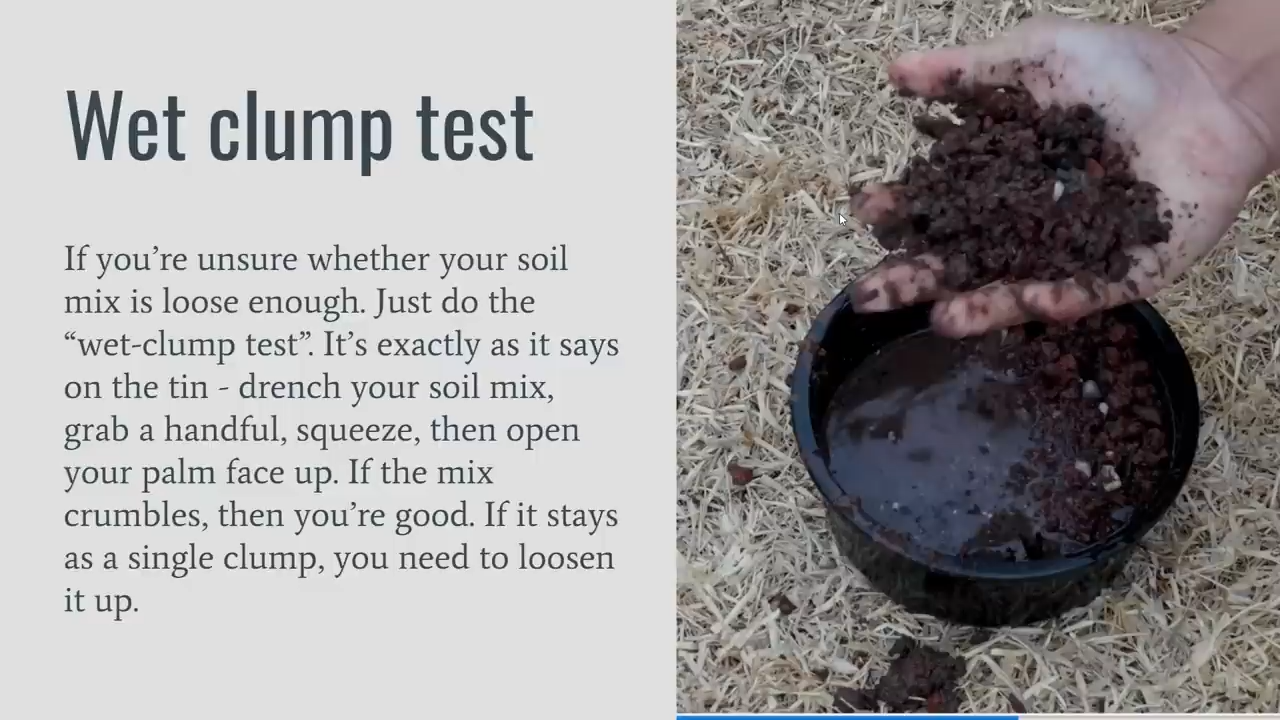 Wet clump test
If you’re unsure whether your soil
mix is loose enough. Just do the
“wet-clump test”. It’s exactly as it says
on the tin - drench your soil mix,
grab a handful, squeeze, then open
your palm face up. If the mix
crumbles, then you’re good. If it stays
as a single clump, you need to loosen
it up.